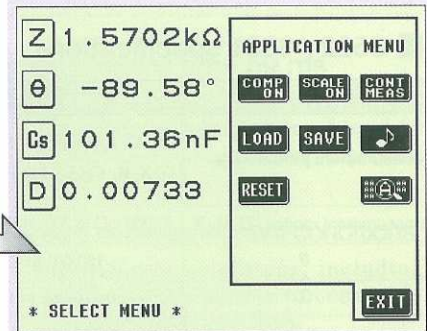 Z 1.5702kΩ
θ -89.58°
Cs 101.36nF
D 0.00733
* SELECT MENU *
APPLICATION MENU
COMP ON SCALE ON CONT MEAS
LOAD SAVE ♪
RESET A
EXIT